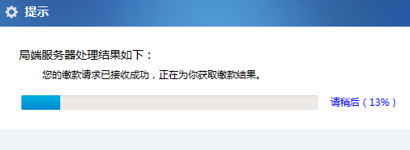 提示
局端服务器处理结果如下：
您的缴款请求已接收成功，正在为你获取缴款结果。
请稍后（13%）